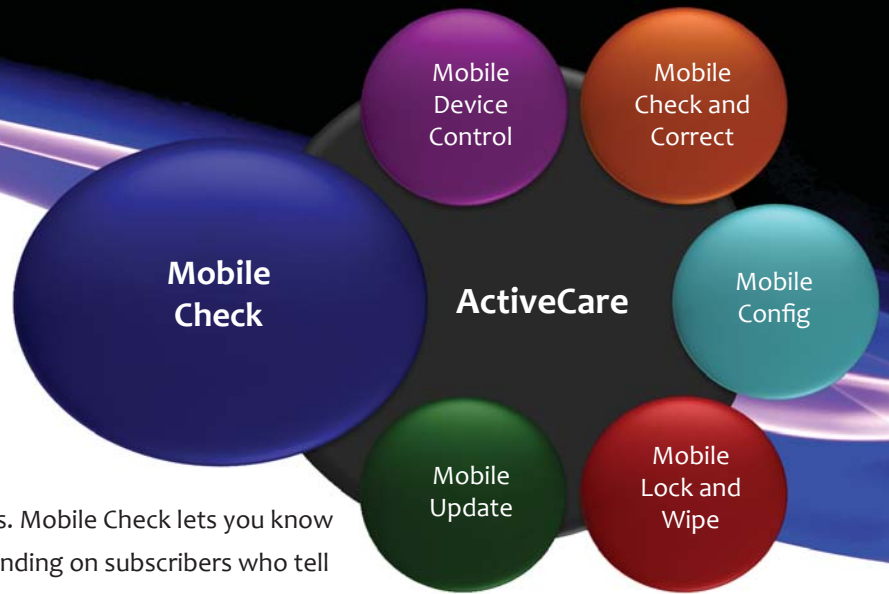 Mobile
Device
Control
Mobile
Check and
Correct
Mobile
Check
ActiveCare
Mobile
Config
Mobile
Update
Mobile
Lock and
Wipe
s. Mobile Check lets you know
nding on subscribers who tell